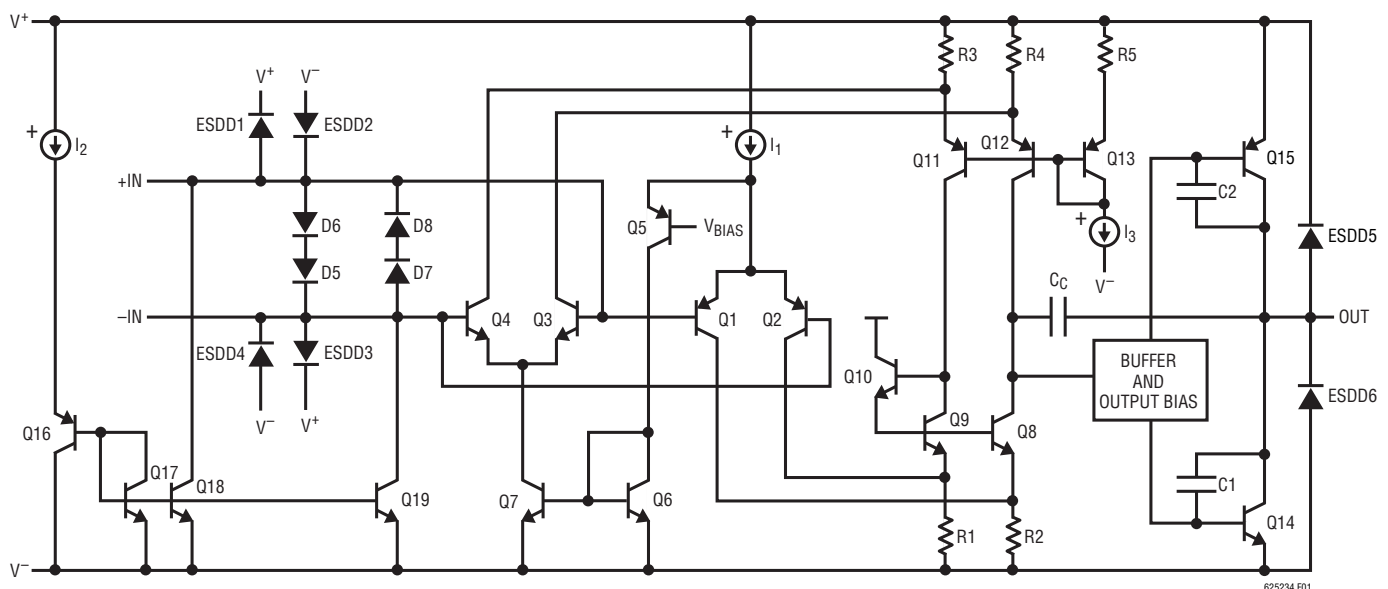 V+
R3
R4
R5
V+
V−
ESDD1
ESDD2
+
I2
+
I1
Q11
Q12
Q13
Q15
C2
+IN
D6
D8
Q5
VBIAS
+
I3
ESDD5
D5
D7
V−
CC
−IN
Q4
Q3
Q1
Q2
OUT
ESDD4
ESDD3
Q10
BUFFER
AND
OUTPUT BIAS
ESDD6
V−
V+
Q16
Q9
Q8
Q17
Q18
Q19
Q7
Q6
C1
Q14
R1
R2
V−
625234 F01